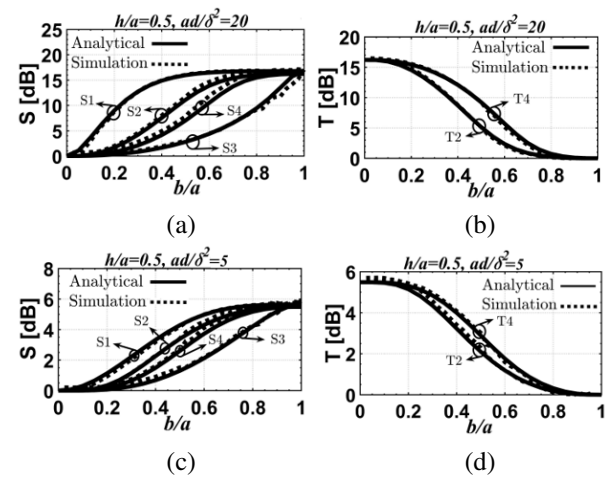 h/a=0.5, ad/δ²=20
S [dB]
25
20
15
10
5
0
Analytical
Simulation
S1
S2
S4
S3
0 0.2 0.4 0.6 0.8 1
b/a
(a)
h/a=0.5, ad/δ²=20
T [dB]
20
15
10
5
0
Analytical
Simulation
T4
T2
0 0.2 0.4 0.6 0.8 1
b/a
(b)
h/a=0.5, ad/δ²=5
S [dB]
8
6
4
2
0
Analytical
Simulation
S2
S1
S4
S3
0 0.2 0.4 0.6 0.8 1
b/a
(c)
h/a=0.5, ad/δ²=5
T [dB]
6
4
2
0
Analytical
Simulation
T4
T2
0 0.2 0.4 0.6 0.8 1
b/a
(d)